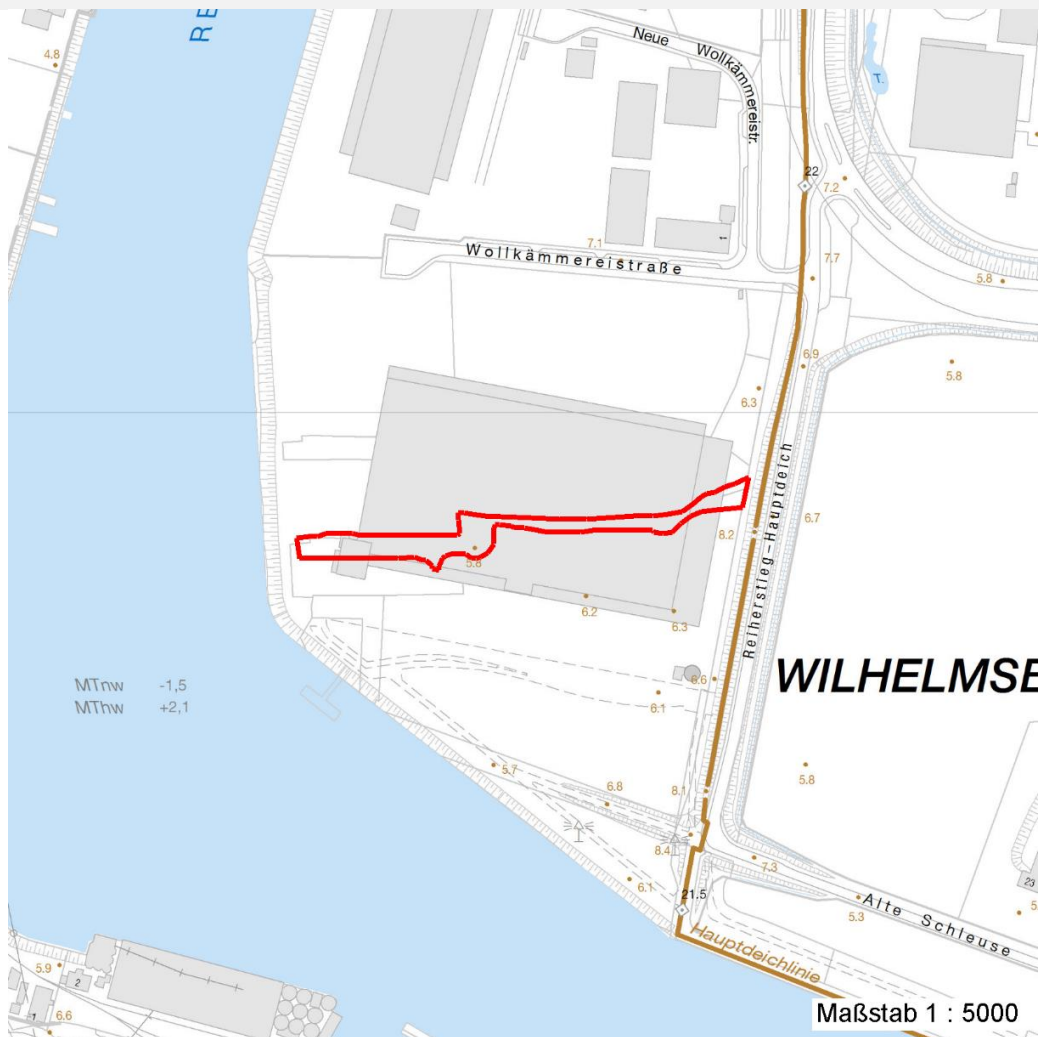 RE
4.8
Neue Wollkämmereistr.
T.
22
7.2
7.1
1
Wollkämmereistraße
7.7
5.8
6.9
5.8
6.3
Reiherstieg-Hauptdeich
6.7
8.2
5.8
6.2
6.3
6.6
6.1
WILHELMSB
MTnw -1,5
MThw +2,1
5.7
5.8
6.8
8.1
8.4
7.3
6.1
21.5
5.3
23
Alte Schleuse
Hauptdeichlinie
5.9
2
1
6.6
Maßstab 1 : 5000